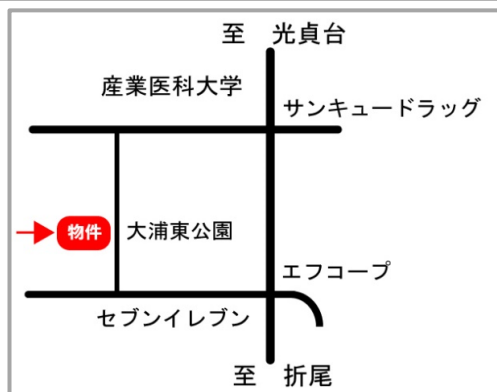 至 光貞台
産業医科大学
サンキュードラッグ
物件
大浦東公園
エフコープ
セブンイレブン
至 折尾